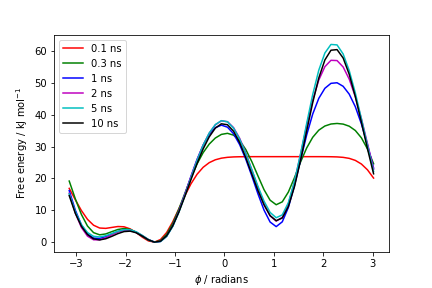 0.1 ns
0.3 ns
1 ns
2 ns
5 ns
10 ns
Free energy / kJ mol⁻¹
60
50
40
30
20
10
0
−3 −2 −1 0 1 2 3
ϕ / radians